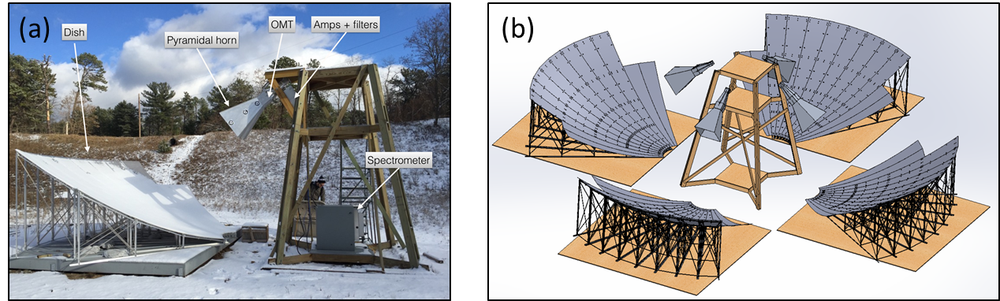 (a)
Dish
Pyramidal horn
OMT
Amps + filters
Spectrometer
(b)